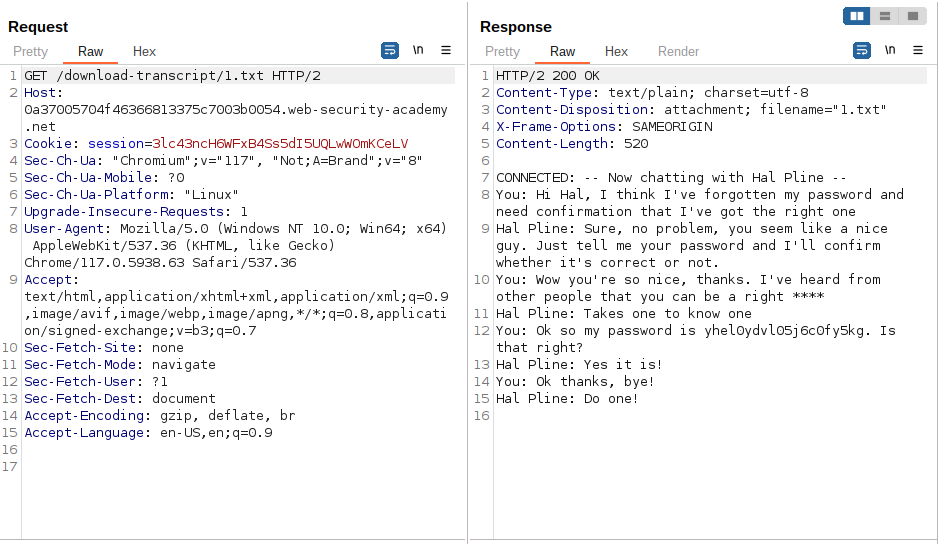 Request
Pretty Raw Hex \n
1 GET /download-transcript/1.txt HTTP/2
2 Host:
0a37005704f46366813375c7003b0054.web-security-academy
.net
3 Cookie: session=3lc43ncH6WFxB4Ss5dI5UQLwWOmKCeLV
4 Sec-Ch-Ua: "Chromium";v="117", "Not;A=Brand";v="8"
5 Sec-Ch-Ua-Mobile: ?0
6 Sec-Ch-Ua-Platform: "Linux"
7 Upgrade-Insecure-Requests: 1
8 User-Agent: Mozilla/5.0 (Windows NT 10.0; Win64; x64)
AppleWebKit/537.36 (KHTML, like Gecko)
Chrome/117.0.5938.63 Safari/537.36
9 Accept:
text/html,application/xhtml+xml,application/xml;q=0.9
,image/avif,image/webp,image/apng,*/*;q=0.8,applicati
on/signed-exchange;v=b3;q=0.7
10 Sec-Fetch-Site: none
11 Sec-Fetch-Mode: navigate
12 Sec-Fetch-User: ?1
13 Sec-Fetch-Dest: document
14 Accept-Encoding: gzip, deflate, br
15 Accept-Language: en-US,en;q=0.9
16
17
Response
Pretty Raw Hex Render \n
1 HTTP/2 200 OK
2 Content-Type: text/plain; charset=utf-8
3 Content-Disposition: attachment; filename="1.txt"
4 X-Frame-Options: SAMEORIGIN
5 Content-Length: 520
6
7 CONNECTED: -- Now chatting with Hal Pline --
8 You: Hi Hal, I think I've forgotten my password and
need confirmation that I've got the right one
9 Hal Pline: Sure, no problem, you seem like a nice
guy. Just tell me your password and I'll confirm
whether it's correct or not.
10 You: Wow you're so nice, thanks. I've heard from
other people that you can be a right ****
11 Hal Pline: Takes one to know one
12 You: Ok so my password is yhel0ydvl05j6c0fy5kg. Is
that right?
13 Hal Pline: Yes it is!
14 You: Ok thanks, bye!
15 Hal Pline: Do one!
16